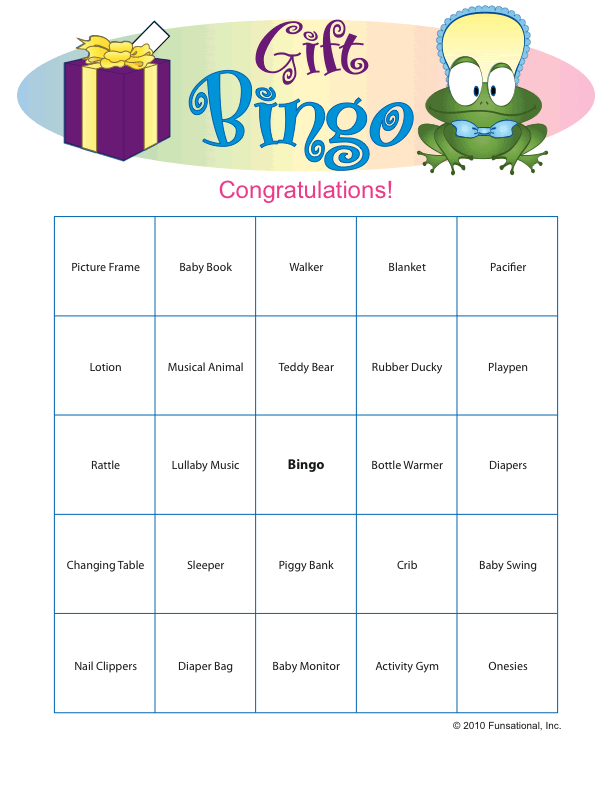 Gift
Bingo
Congratulations!
Picture Frame Baby Book Walker Blanket Pacifier
Lotion Musical Animal Teddy Bear Rubber Ducky Playpen
Rattle Lullaby Music Bingo Bottle Warmer Diapers
Changing Table Sleeper Piggy Bank Crib Baby Swing
Nail Clippers Diaper Bag Baby Monitor Activity Gym Onesies
© 2010 Funsational, Inc.